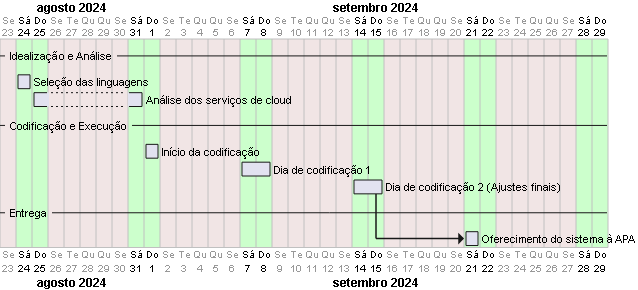 agosto 2024 setembro 2024
Se Sá Do Se Te Qu Qu Se Sá Do Se Te Qu Qu Se Sá Do Se Te Qu Qu Se Sá Do Se Te Qu Qu Se Sá Do Se Te Qu Qu Se Sá Do
23 24 25 26 27 28 29 30 31 1 2 3 4 5 6 7 8 9 10 11 12 13 14 15 16 17 18 19 20 21 22 23 24 25 26 27 28 29
Idealização e Análise
Seleção das linguagens
Análise dos serviços de cloud
Codificação e Execução
Início da codificação
Dia de codificação 1
Dia de codificação 2 (Ajustes finais)
Entrega
Oferecimento do sistema à APA
Se Sá Do Se Te Qu Qu Se Sá Do Se Te Qu Qu Se Sá Do Se Te Qu Qu Se Sá Do Se Te Qu Qu Se Sá Do Se Te Qu Qu Se Sá Do
23 24 25 26 27 28 29 30 31 1 2 3 4 5 6 7 8 9 10 11 12 13 14 15 16 17 18 19 20 21 22 23 24 25 26 27 28 29
agosto 2024 setembro 2024